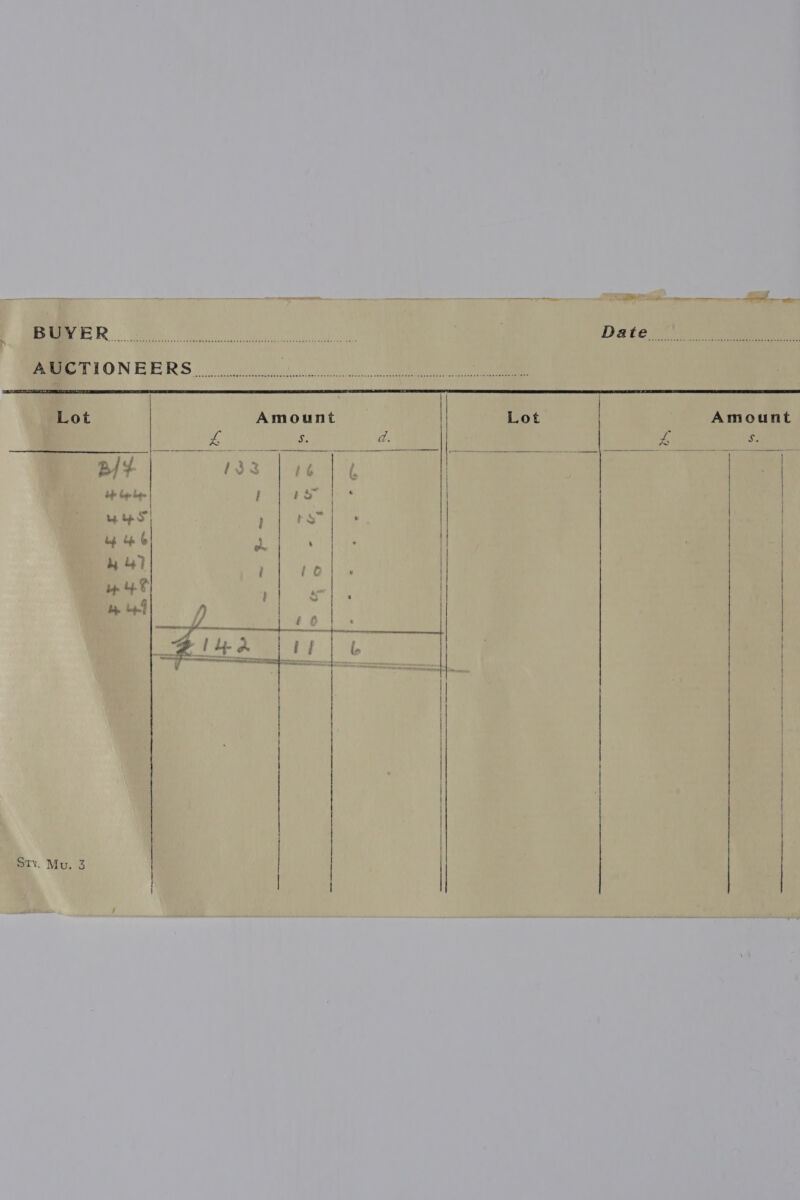 BUYER Date
AUCTIONEERS
Lot Amount Lot Amount
£ s. d. £ s.
B/F 133 16 6
444 1 15 "
445 1 15 "
446 2 " "
447 1 10 "
448 1 5 "
449 10 "
£142 11 6
Sty. Mu. 3